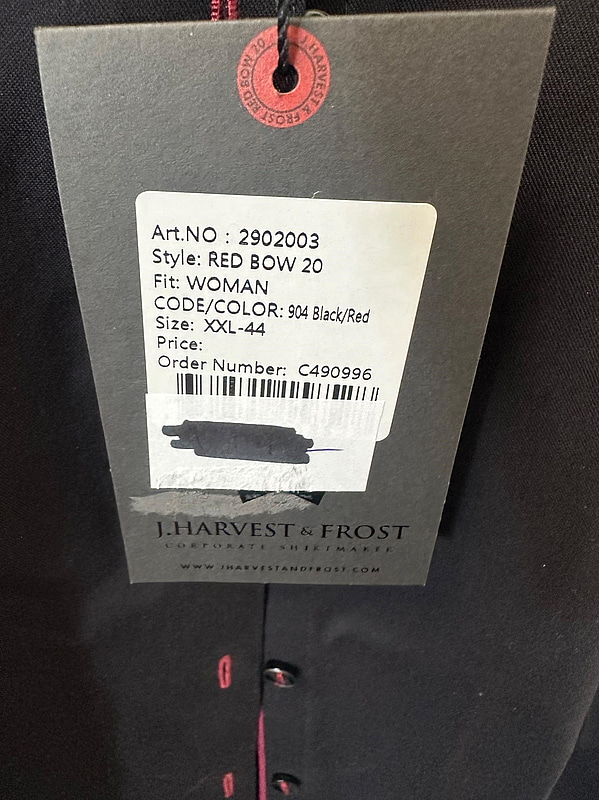 J.HARVEST & FROST RED BOW 20
Art.NO : 2902003
Style: RED BOW 20
Fit: WOMAN
CODE/COLOR: 904 Black/Red
Size: XXL-44
Price:
Order Number: C490996
J.HARVEST & FROST
CORPORATE SHIRTMAKER
WWW.JHARVESTANDFROST.COM